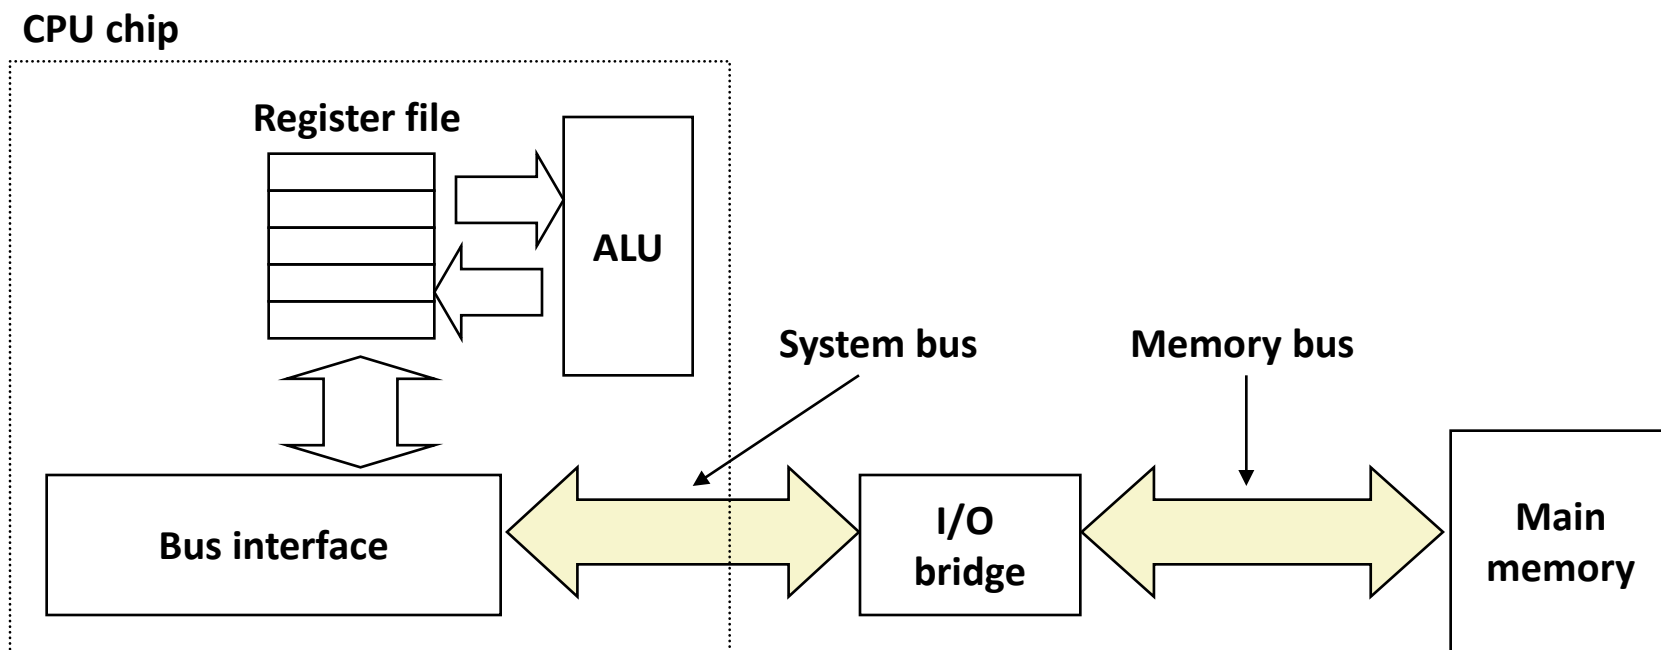 CPU chip
Register file
ALU
System bus
Memory bus
Bus interface
I/O
bridge
Main
memory